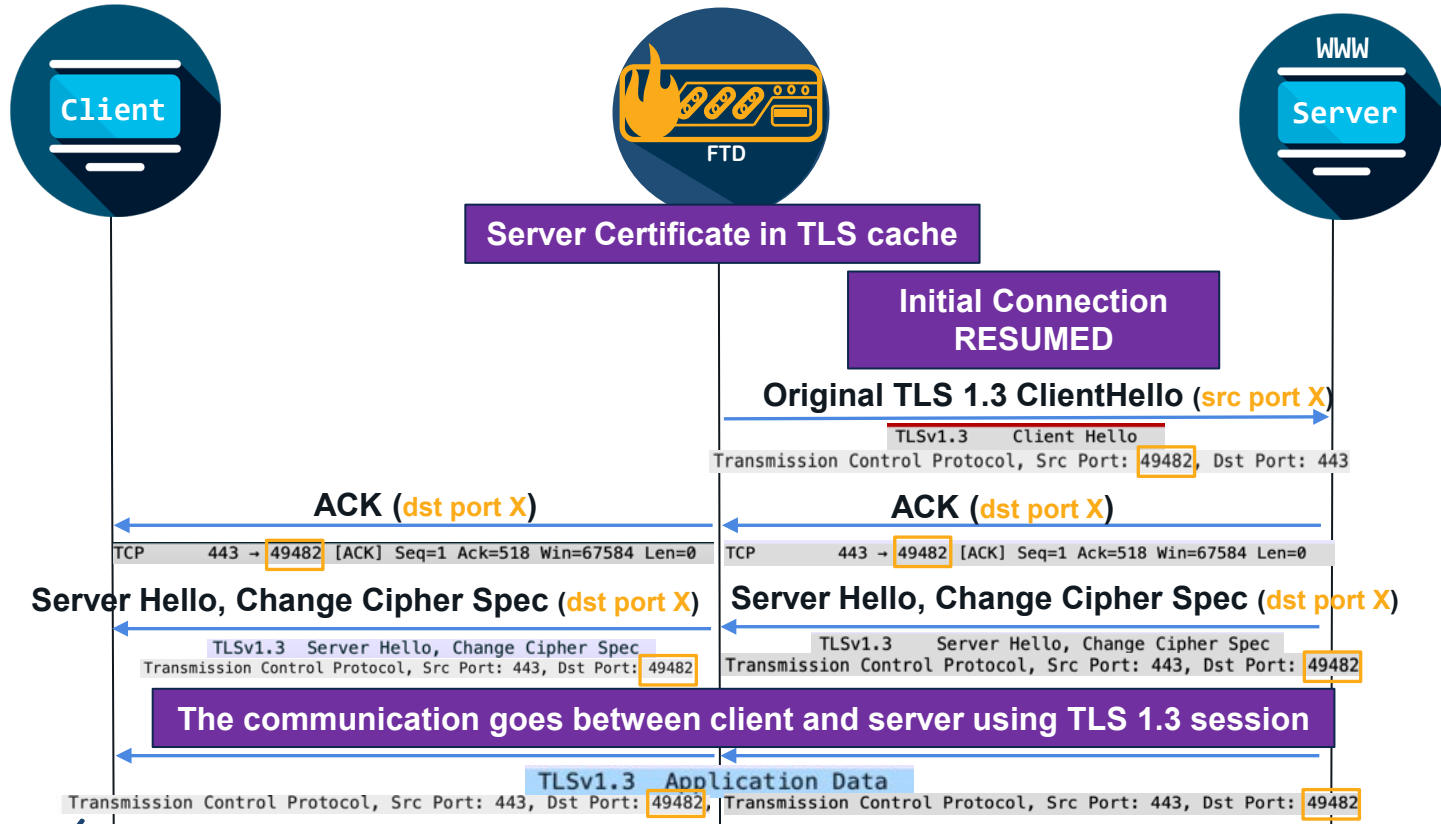 Client
FTD
WWW
Server
Server Certificate in TLS cache
Initial Connection
RESUMED
Original TLS 1.3 ClientHello (src port X)
TLSv1.3 Client Hello
Transmission Control Protocol, Src Port: 49482, Dst Port: 443
ACK (dst port X)
ACK (dst port X)
TCP 443 → 49482 [ACK] Seq=1 Ack=518 Win=67584 Len=0
TCP 443 → 49482 [ACK] Seq=1 Ack=518 Win=67584 Len=0
Server Hello, Change Cipher Spec (dst port X)
Server Hello, Change Cipher Spec (dst port X)
TLSv1.3 Server Hello, Change Cipher Spec
Transmission Control Protocol, Src Port: 443, Dst Port: 49482
TLSv1.3 Server Hello, Change Cipher Spec
Transmission Control Protocol, Src Port: 443, Dst Port: 49482
The communication goes between client and server using TLS 1.3 session
TLSv1.3 Application Data
Transmission Control Protocol, Src Port: 443, Dst Port: 49482,
Transmission Control Protocol, Src Port: 443, Dst Port: 49482